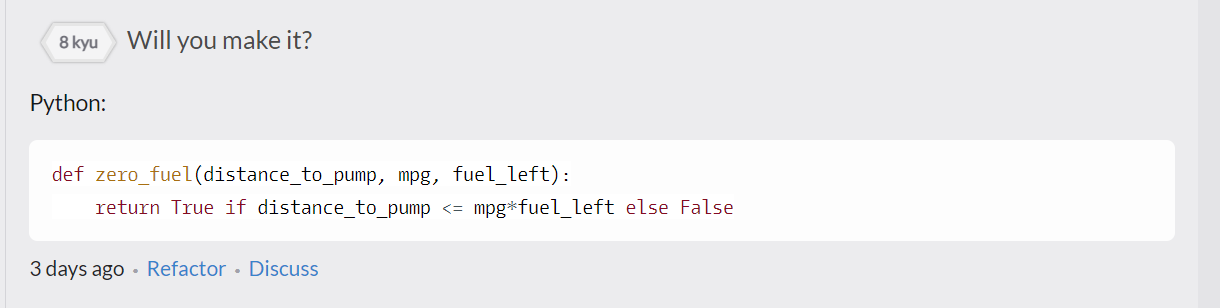 8 kyu Will you make it?
Python:
def zero_fuel(distance_to_pump, mpg, fuel_left):
    return True if distance_to_pump <= mpg*fuel_left else False
3 days ago • Refactor • Discuss